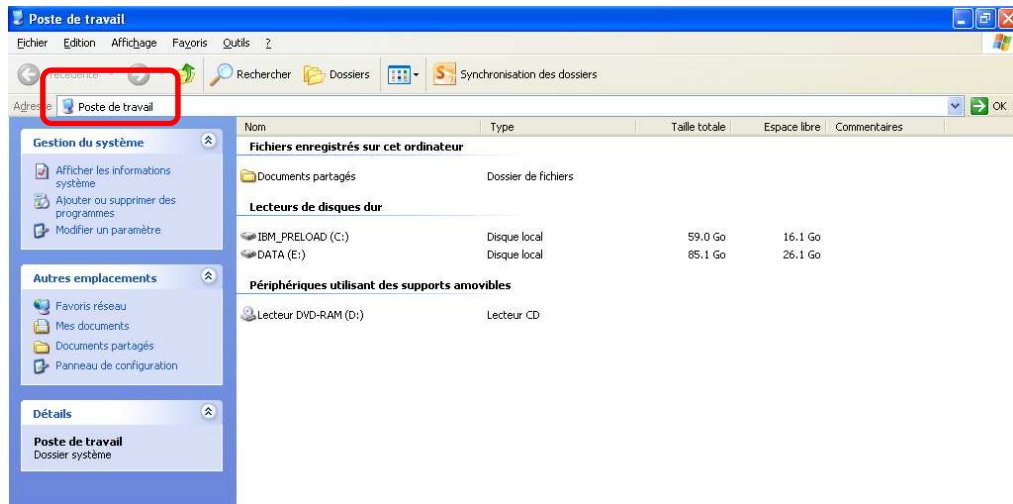 Poste de travail
Fichier Edition Affichage Favoris Outils ?
Rechercher Dossiers Synchronisation des dossiers
Poste de travail OK
Nom Type Taille totale Espace libre Commentaires
Gestion du système
Afficher les informations
système
Ajouter ou supprimer des
programmes
Modifier un paramètre
Autres emplacements
Favoris réseau
Mes documents
Documents partagés
Panneau de configuration
Détails
Poste de travail
Dossier système
Fichiers enregistrés sur cet ordinateur
Documents partagés Dossier de fichiers
Lecteurs de disques dur
IBM_PRELOAD (C:) Disque local 59.0 Go 16.1 Go
DATA (E:) Disque local 85.1 Go 26.1 Go
Périphériques utilisant des supports amovibles
Lecteur DVD-RAM (D:) Lecteur CD